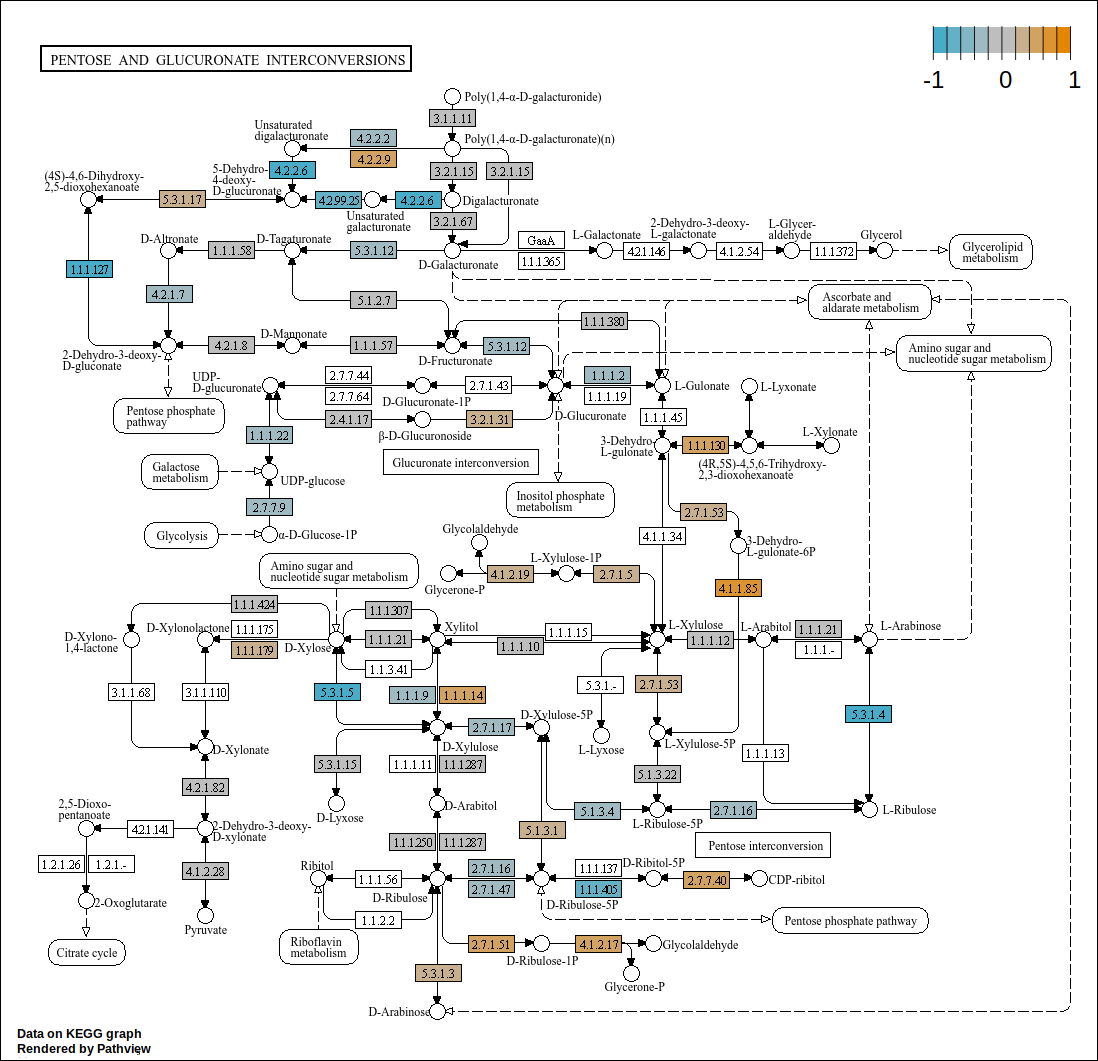 PENTOSE AND GLUCURONATE INTERCONVERSIONS
-1 0 1
Poly(1,4-α-D-galacturonide)
3.1.1.11
Unsaturated
digalacturonate
4.2.2.2
Poly(1,4-α-D-galacturonate)(n)
4.2.2.9
(4S)-4,6-Dihydroxy-
2,5-dioxohexanoate
5-Dehydro-
4-deoxy-
D-glucuronate
4.2.2.6
3.2.1.15
3.2.1.15
5.3.1.17
4.2.99.25
4.2.2.6
Digalacturonate
Unsaturated
galacturonate
3.2.1.67
D-Altronate
1.1.1.58
D-Tagaturonate
5.3.1.12
D-Galacturonate
GaaA
1.1.1.365
L-Galactonate
4.2.1.146
2-Dehydro-3-deoxy-
L-galactonate
4.1.2.54
L-Glycer-
aldehyde
1.1.1.372
Glycerol
Glycerolipid
metabolism
1.1.1.127
4.2.1.7
5.1.2.7
Ascorbate and
aldarate metabolism
1.1.1.380
2-Dehydro-3-deoxy-
D-gluconate
4.2.1.8
D-Mannonate
1.1.1.57
D-Fructuronate
5.3.1.12
Amino sugar and
nucleotide sugar metabolism
UDP-
D-glucuronate
2.7.7.44
2.7.7.64
D-Glucuronate-1P
2.7.1.43
1.1.1.2
1.1.1.19
L-Gulonate
L-Lyxonate
Pentose phosphate
pathway
2.4.1.17
β-D-Glucuronoside
3.2.1.31
D-Glucuronate
1.1.1.45
1.1.1.22
3-Dehydro-
L-gulonate
1.1.1.130
L-Xylonate
(4R,5S)-4,5,6-Trihydroxy-
2,3-dioxohexanoate
Glucuronate interconversion
Galactose
metabolism
UDP-glucose
Inositol phosphate
metabolism
2.7.7.9
2.7.1.53
Glycolysis
α-D-Glucose-1P
Glycolaldehyde
4.1.1.34
3-Dehydro-
L-gulonate-6P
Amino sugar and
nucleotide sugar metabolism
L-Xylulose-1P
4.1.2.19
2.7.1.5
Glycerone-P
4.1.1.85
1.1.1.424
1.1.1.307
D-Xylono-
1,4-lactone
D-Xylonolactone
1.1.1.175
1.1.1.179
D-Xylose
1.1.1.21
Xylitol
1.1.1.15
1.1.1.10
L-Xylulose
1.1.1.12
L-Arabitol
1.1.1.21
1.1.1.-
L-Arabinose
1.1.3.41
3.1.1.68
3.1.1.110
5.3.1.5
1.1.1.9
1.1.1.14
5.3.1.-
2.7.1.53
5.3.1.4
D-Xylonate
D-Xylulose
2.7.1.17
D-Xylulose-5P
L-Lyxose
L-Xylulose-5P
1.1.1.13
5.3.1.15
1.1.1.11
1.1.1.287
5.1.3.22
4.2.1.82
D-Lyxose
D-Arabitol
5.1.3.4
L-Ribulose-5P
2.7.1.16
L-Ribulose
2,5-Dioxo-
pentanoate
4.2.1.141
2-Dehydro-3-deoxy-
D-xylonate
5.1.3.1
1.1.1.250
1.1.1.287
Pentose interconversion
1.2.1.26
1.2.1.-
4.1.2.28
Ribitol
1.1.1.56
D-Ribulose
2.7.1.16
2.7.1.47
1.1.1.137
1.1.1.405
D-Ribitol-5P
2.7.7.40
CDP-ribitol
D-Ribulose-5P
2-Oxoglutarate
Pyruvate
1.1.2.2
Pentose phosphate pathway
Citrate cycle
Riboflavin
metabolism
2.7.1.51
D-Ribulose-1P
4.1.2.17
Glycolaldehyde
5.3.1.3
Glycerone-P
D-Arabinose
Data on KEGG graph
Rendered by Pathview